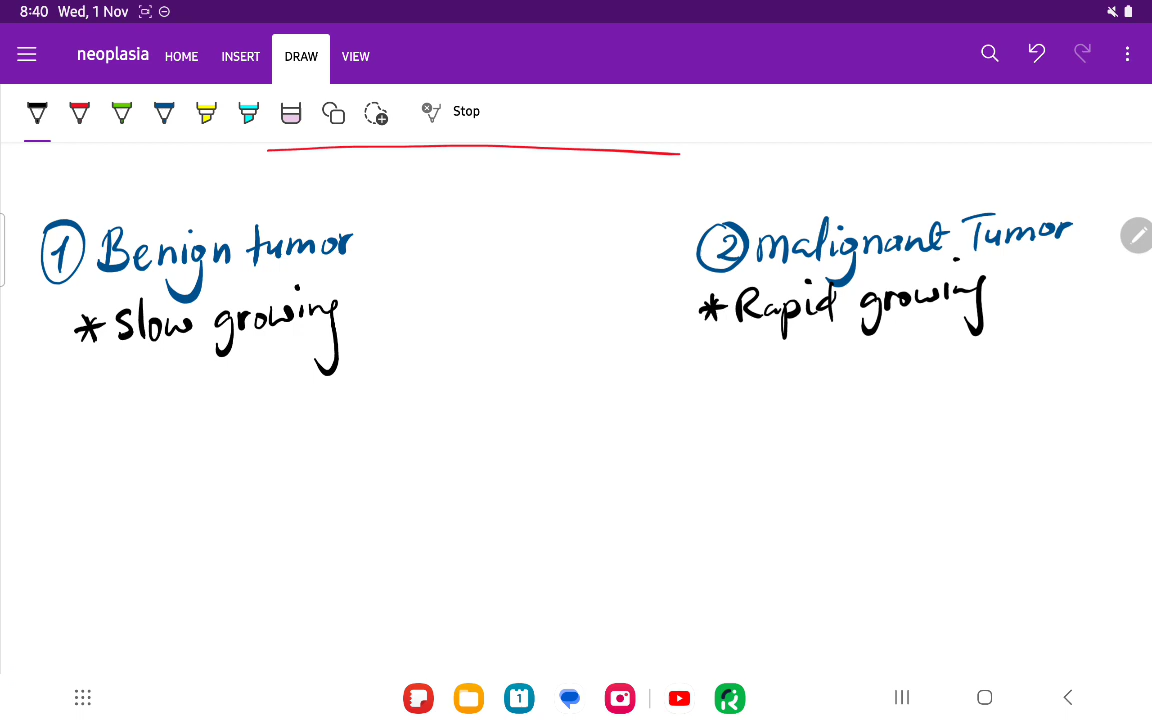 8:40 Wed, 1 Nov
neoplasia HOME INSERT DRAW VIEW
Stop
① Benign tumor
* Slow growing
② Malignant Tumor
* Rapid growing
1